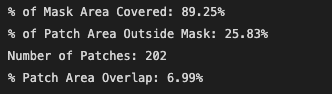 % of Mask Area Covered: 89.25%
% of Patch Area Outside Mask: 25.83%
Number of Patches: 202
% Patch Area Overlap: 6.99%